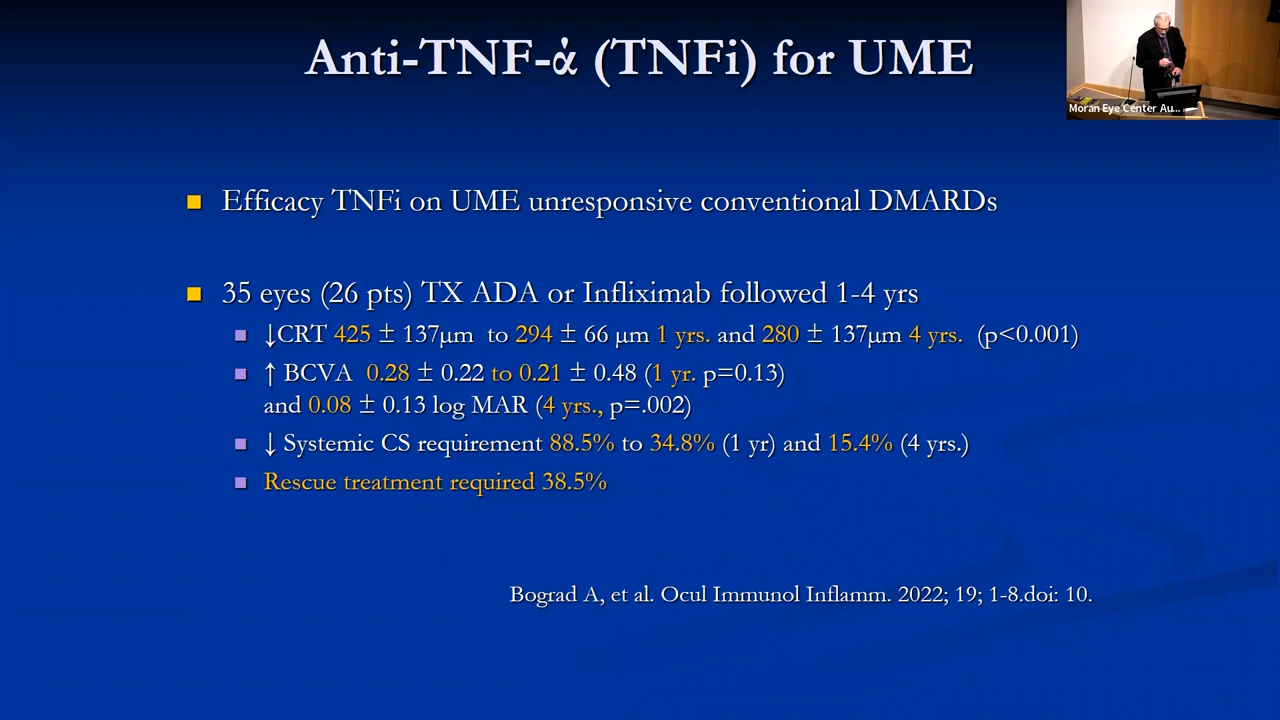 Anti-TNF-ά (TNFi) for UME
Moran Eye Center Au...
Efficacy TNFi on UME unresponsive conventional DMARDs
35 eyes (26 pts) TX ADA or Infliximab followed 1-4 yrs
↓CRT 425 ± 137µm to 294 ± 66 µm 1 yrs. and 280 ± 137µm 4 yrs. (p<0.001)
↑ BCVA 0.28 ± 0.22 to 0.21 ± 0.48 (1 yr. p=0.13)
and 0.08 ± 0.13 log MAR (4 yrs., p=.002)
↓ Systemic CS requirement 88.5% to 34.8% (1 yr) and 15.4% (4 yrs.)
Rescue treatment required 38.5%
Bograd A, et al. Ocul Immunol Inflamm. 2022; 19; 1-8.doi: 10.